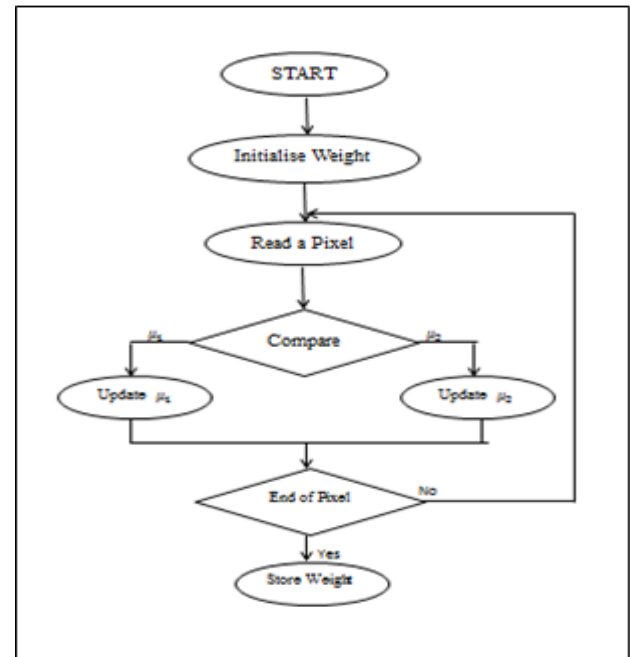 START
Initialise Weight
Read a Pixel
μ₁ Compare μ₂
Update μ₁ Update μ₂
End of Pixel No
Yes
Store Weight